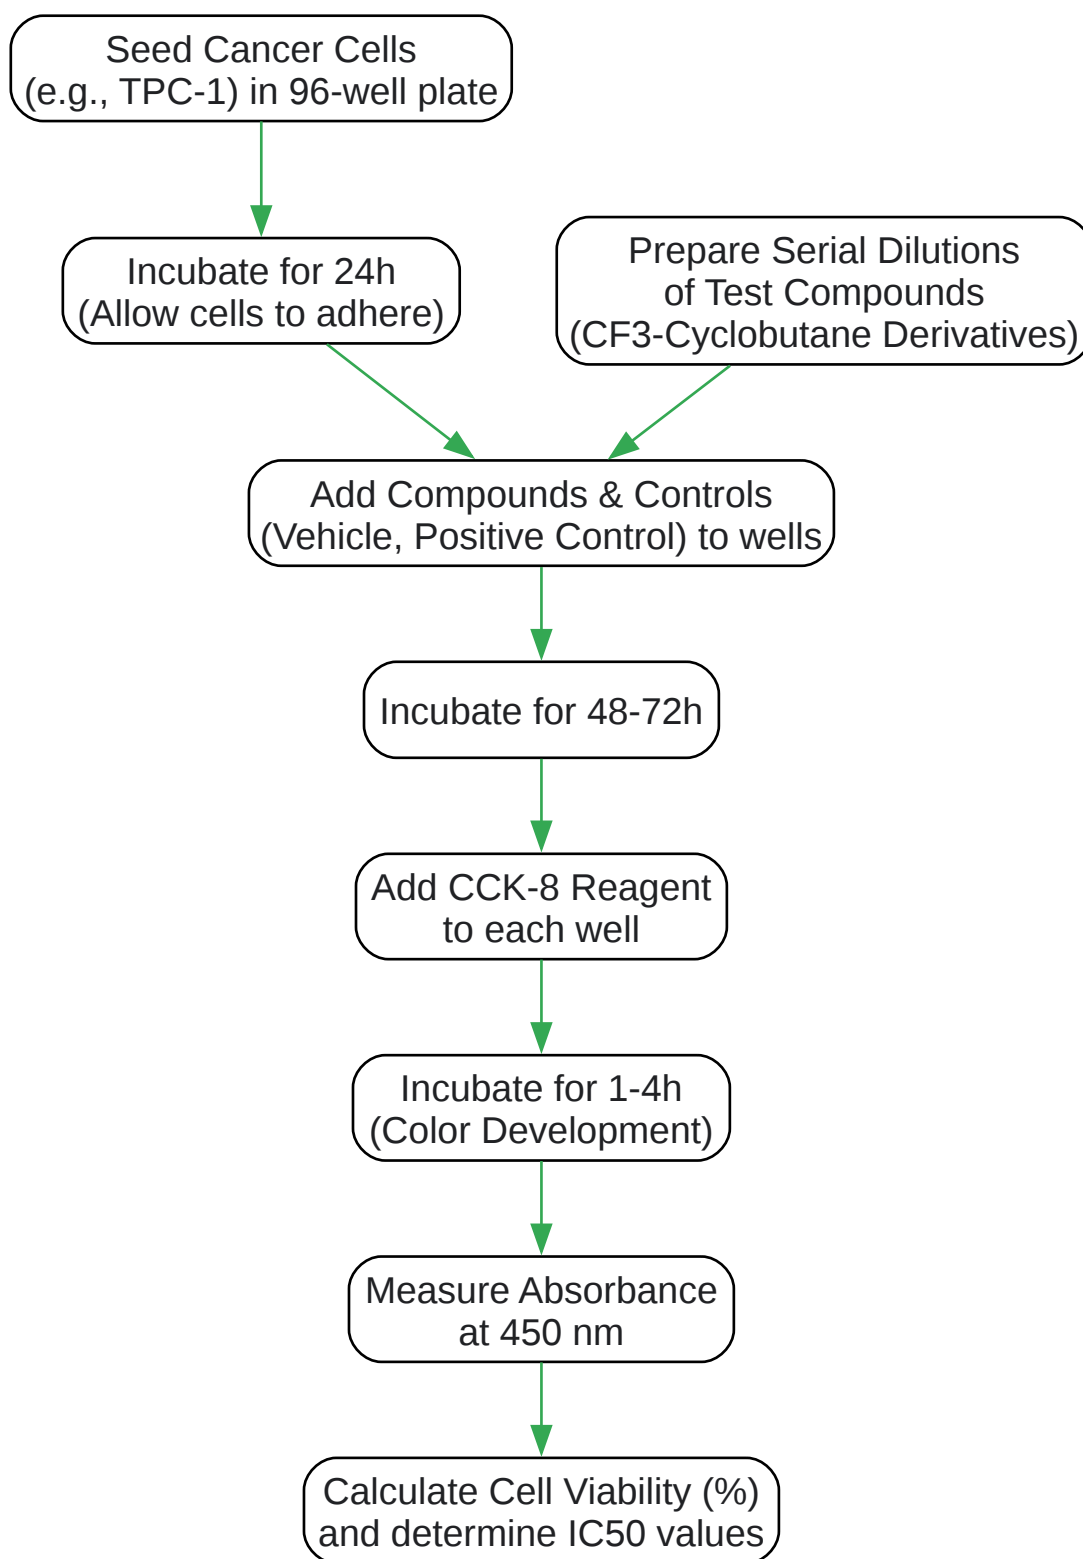 Seed Cancer Cells
(e.g., TPC-1) in 96-well plate
Incubate for 24h
(Allow cells to adhere)
Prepare Serial Dilutions
of Test Compounds
(CF3-Cyclobutane Derivatives)
Add Compounds & Controls
(Vehicle, Positive Control) to wells
Incubate for 48-72h
Add CCK-8 Reagent
to each well
Incubate for 1-4h
(Color Development)
Measure Absorbance
at 450 nm
Calculate Cell Viability (%)
and determine IC50 values